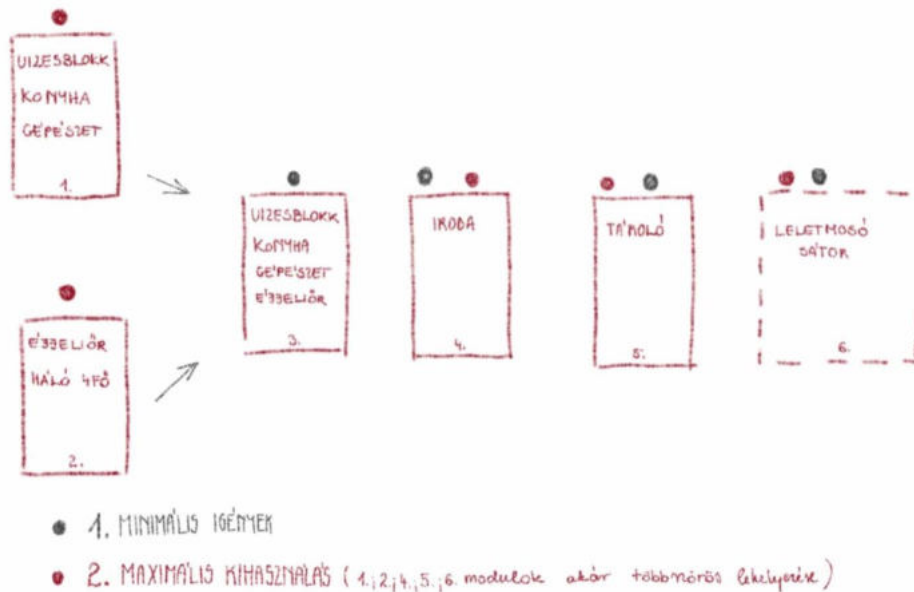 VIZESBLOKK
KONYHA
GÉPÉSZET
1.
ÉJJELIŐR
HÁLÓ 4FŐ
2.
VIZESBLOKK
KONYHA
GÉPÉSZET
ÉJJELIŐR
3.
IRODA
4.
TÁROLÓ
5.
LELETMOSÓ
SÁTOR
6.
1. MINIMÁLIS IGÉNYEK
2. MAXIMÁLIS KIHASZNÁLÁS (1.;2;4.;5.;6. modulok akár többszörös lehelyezése)